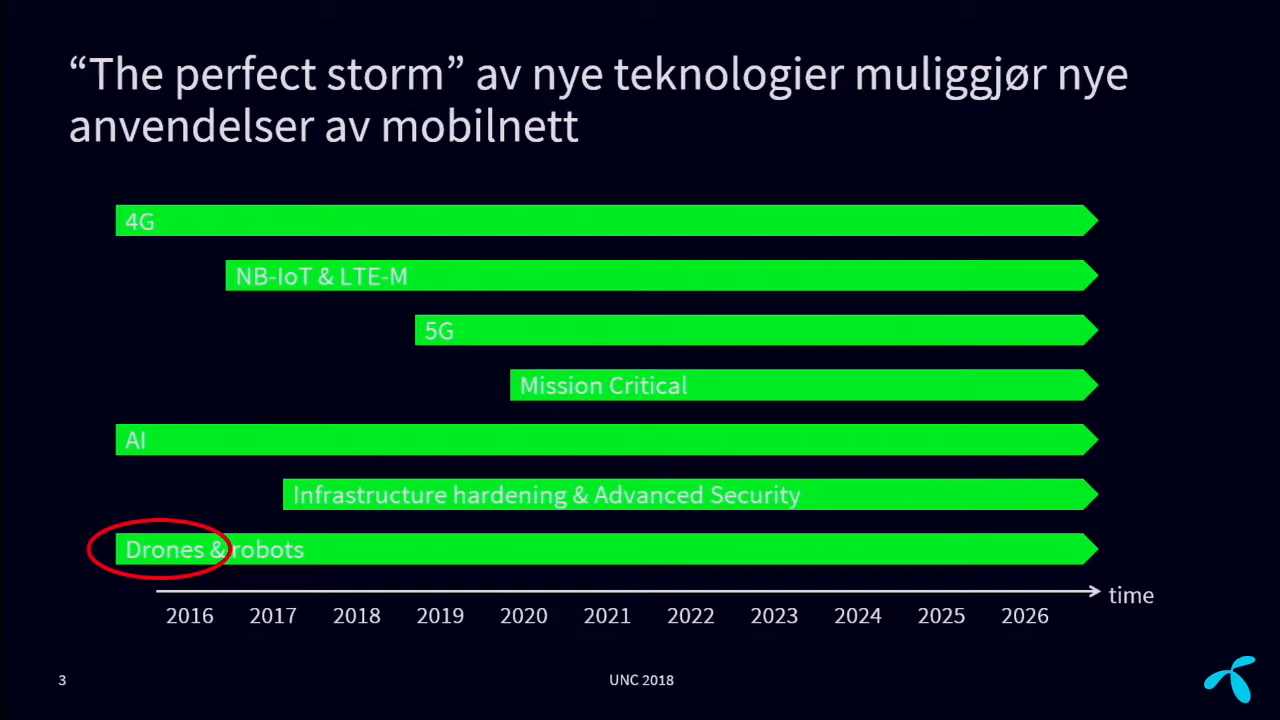 “The perfect storm” av nye teknologier muliggjør nye
anvendelser av mobilnett
4G
NB-IoT & LTE-M
5G
Mission Critical
AI
Infrastructure hardening & Advanced Security
Drones & robots
time
2016 2017 2018 2019 2020 2021 2022 2023 2024 2025 2026
3 UNC 2018